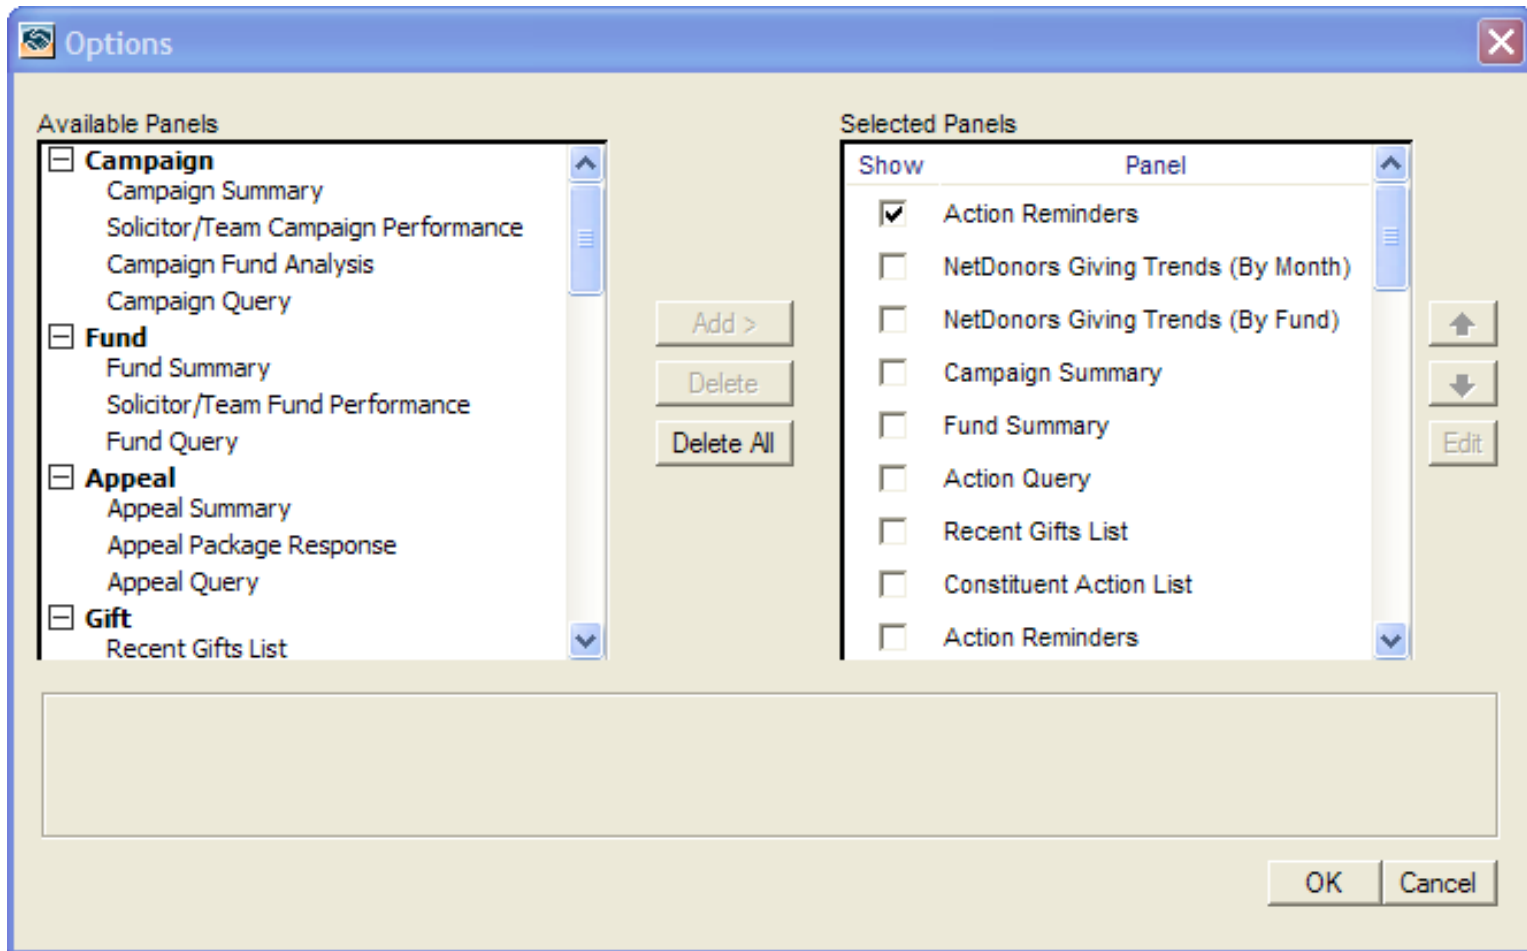 Options
Available Panels
Campaign
Campaign Summary
Solicitor/Team Campaign Performance
Campaign Fund Analysis
Campaign Query
Fund
Fund Summary
Solicitor/Team Fund Performance
Fund Query
Appeal
Appeal Summary
Appeal Package Response
Appeal Query
Gift
Recent Gifts List
Add >
Delete
Delete All
Selected Panels
Show Panel
Action Reminders
NetDonors Giving Trends (By Month)
NetDonors Giving Trends (By Fund)
Campaign Summary
Fund Summary
Action Query
Recent Gifts List
Constituent Action List
Action Reminders
Edit
OK Cancel